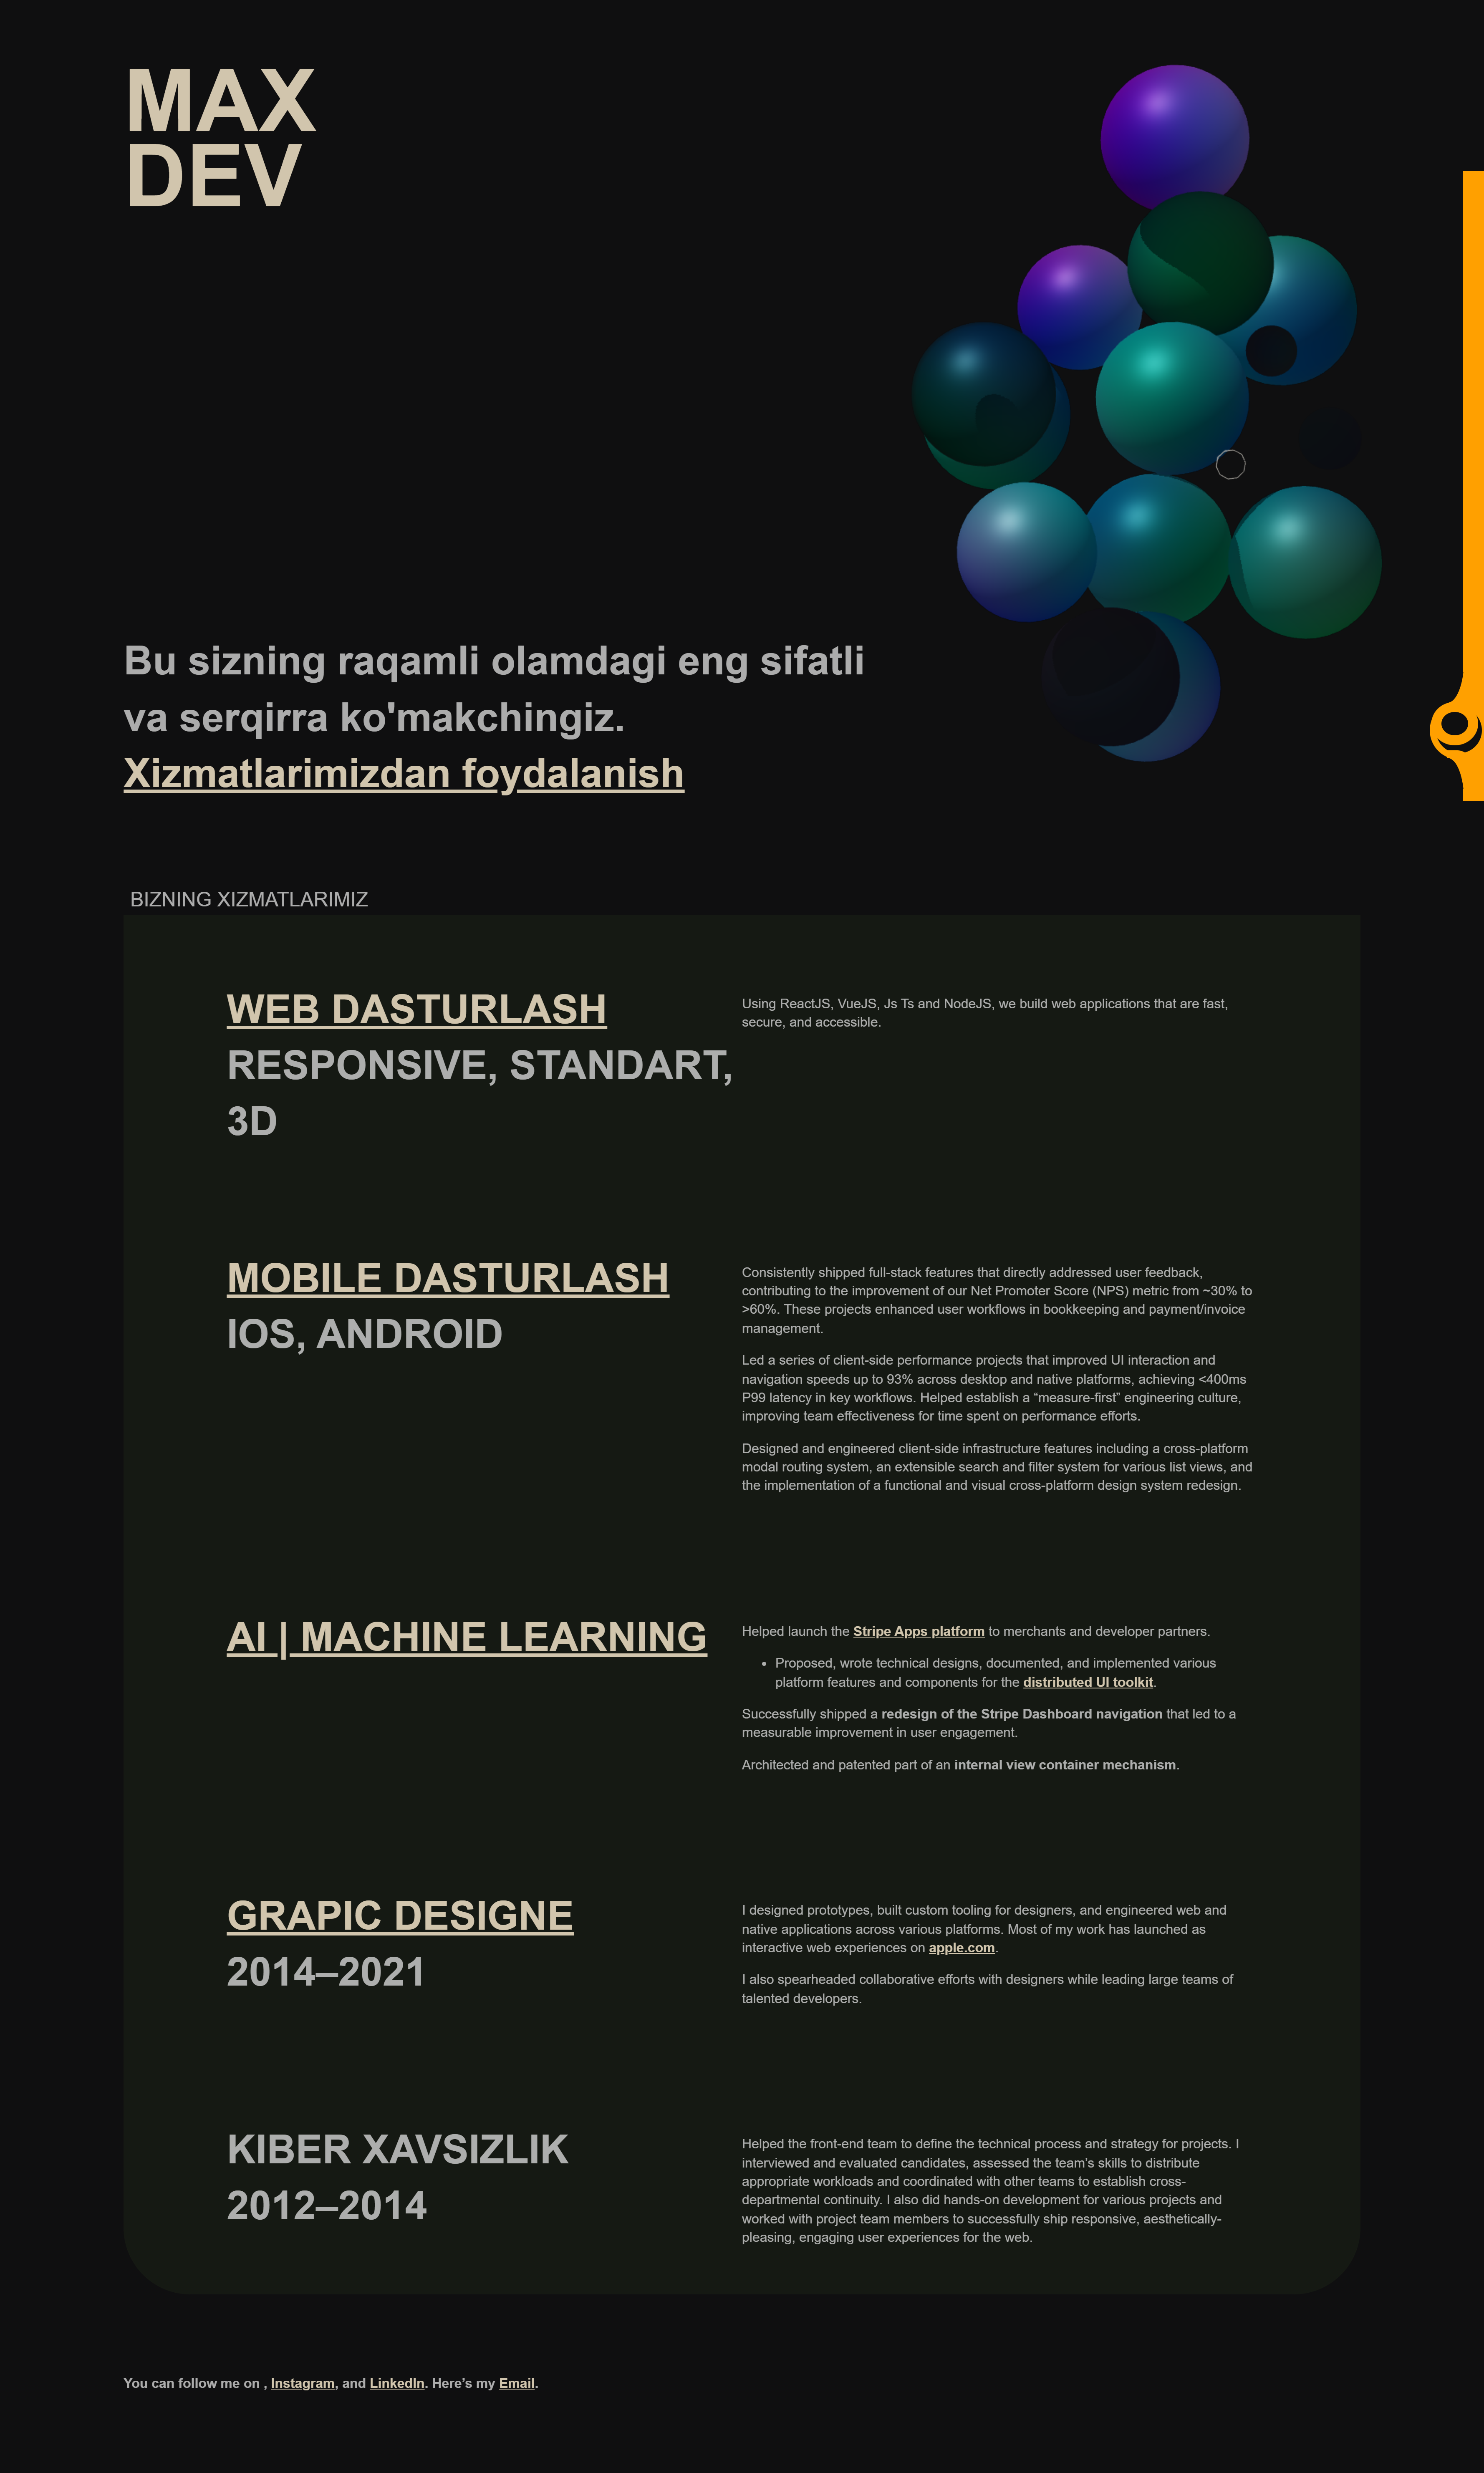 MAX
DEV
Bu sizning raqamli olamdagi eng sifatli
va serqirra ko'makchingiz.
Xizmatlarimizdan foydalanish
BIZNING XIZMATLARIMIZ
WEB DASTURLASH
RESPONSIVE, STANDART,
3D
Using ReactJS, VueJS, Js Ts and NodeJS, we build web applications that are fast,
secure, and accessible.
MOBILE DASTURLASH
IOS, ANDROID
Consistently shipped full-stack features that directly addressed user feedback,
contributing to the improvement of our Net Promoter Score (NPS) metric from ~30% to
>60%. These projects enhanced user workflows in bookkeeping and payment/invoice
management.
Led a series of client-side performance projects that improved UI interaction and
navigation speeds up to 93% across desktop and native platforms, achieving <400ms
P99 latency in key workflows. Helped establish a “measure-first” engineering culture,
improving team effectiveness for time spent on performance efforts.
Designed and engineered client-side infrastructure features including a cross-platform
modal routing system, an extensible search and filter system for various list views, and
the implementation of a functional and visual cross-platform design system redesign.
AI | MACHINE LEARNING
Helped launch the Stripe Apps platform to merchants and developer partners.
• Proposed, wrote technical designs, documented, and implemented various
platform features and components for the distributed UI toolkit.
Successfully shipped a redesign of the Stripe Dashboard navigation that led to a
measurable improvement in user engagement.
Architected and patented part of an internal view container mechanism.
GRAPIC DESIGNE
2014–2021
I designed prototypes, built custom tooling for designers, and engineered web and
native applications across various platforms. Most of my work has launched as
interactive web experiences on apple.com.
I also spearheaded collaborative efforts with designers while leading large teams of
talented developers.
KIBER XAVSIZLIK
2012–2014
Helped the front-end team to define the technical process and strategy for projects. I
interviewed and evaluated candidates, assessed the team’s skills to distribute
appropriate workloads and coordinated with other teams to establish cross-
departmental continuity. I also did hands-on development for various projects and
worked with project team members to successfully ship responsive, aesthetically-
pleasing, engaging user experiences for the web.
You can follow me on , Instagram, and LinkedIn. Here’s my Email.